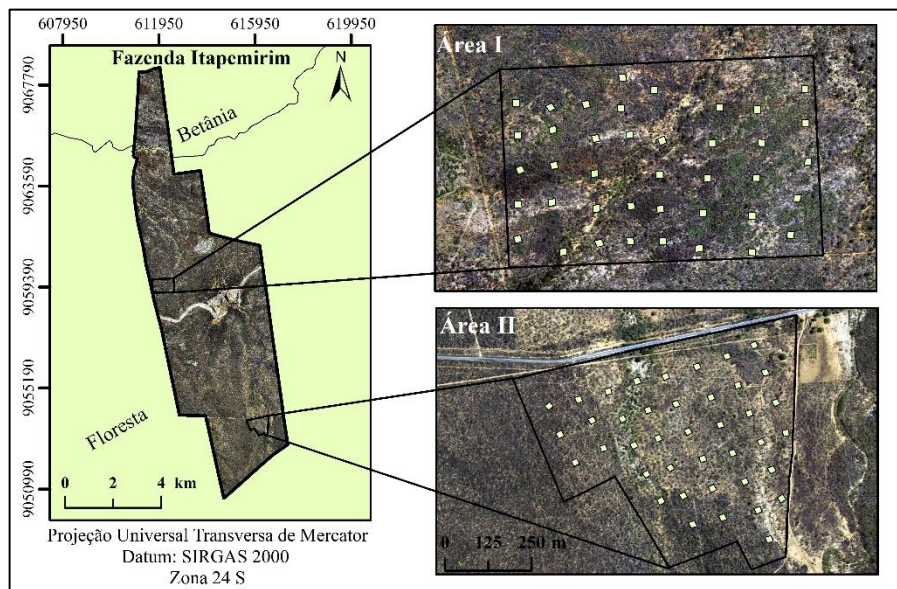 607950 611950 615950 619950
Fazenda Itapemirim
N
Betânia
Floresta
9067790
9063590
9059390
9055190
9050990
0 2 4 km
Projeção Universal Transversa de Mercator
Datum: SIRGAS 2000
Zona 24 S
Área I
Área II
0 125 250 m